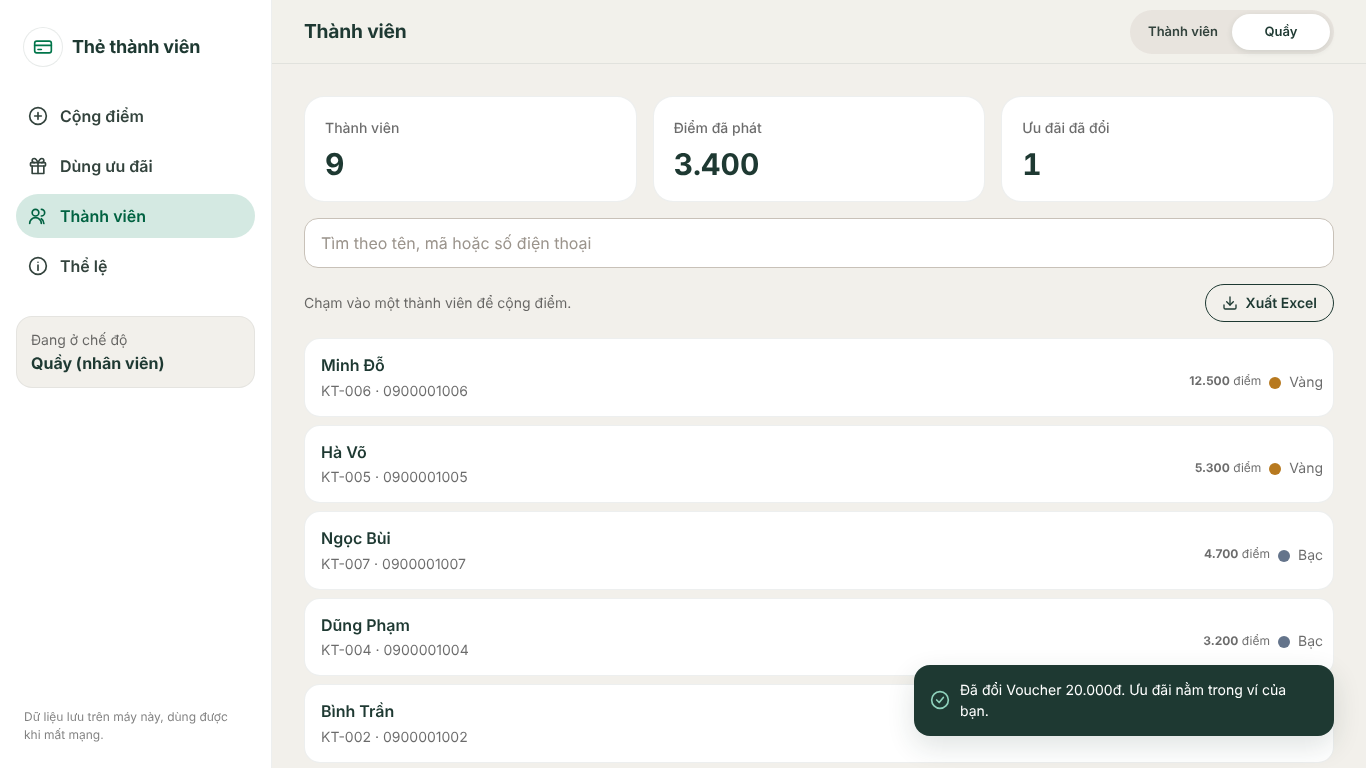 Thẻ thành viên
Cộng điểm
Dùng ưu đãi
Thành viên
Thể lệ
Đang ở chế độ
Quầy (nhân viên)
Dữ liệu lưu trên máy này, dùng được
khi mất mạng.
Thành viên
Thành viên
Quầy
Thành viên
9
Điểm đã phát
3.400
Ưu đãi đã đổi
1
Tìm theo tên, mã hoặc số điện thoại
Chạm vào một thành viên để cộng điểm.
Xuất Excel
Minh Đỗ
KT-006 · 0900001006
12.500 điểm
Vàng
Hà Võ
KT-005 · 0900001005
5.300 điểm
Vàng
Ngọc Bùi
KT-007 · 0900001007
4.700 điểm
Bạc
Dũng Phạm
KT-004 · 0900001004
3.200 điểm
Bạc
Bình Trần
KT-002 · 0900001002
Đã đổi Voucher 20.000đ. Ưu đãi nằm trong ví của
bạn.